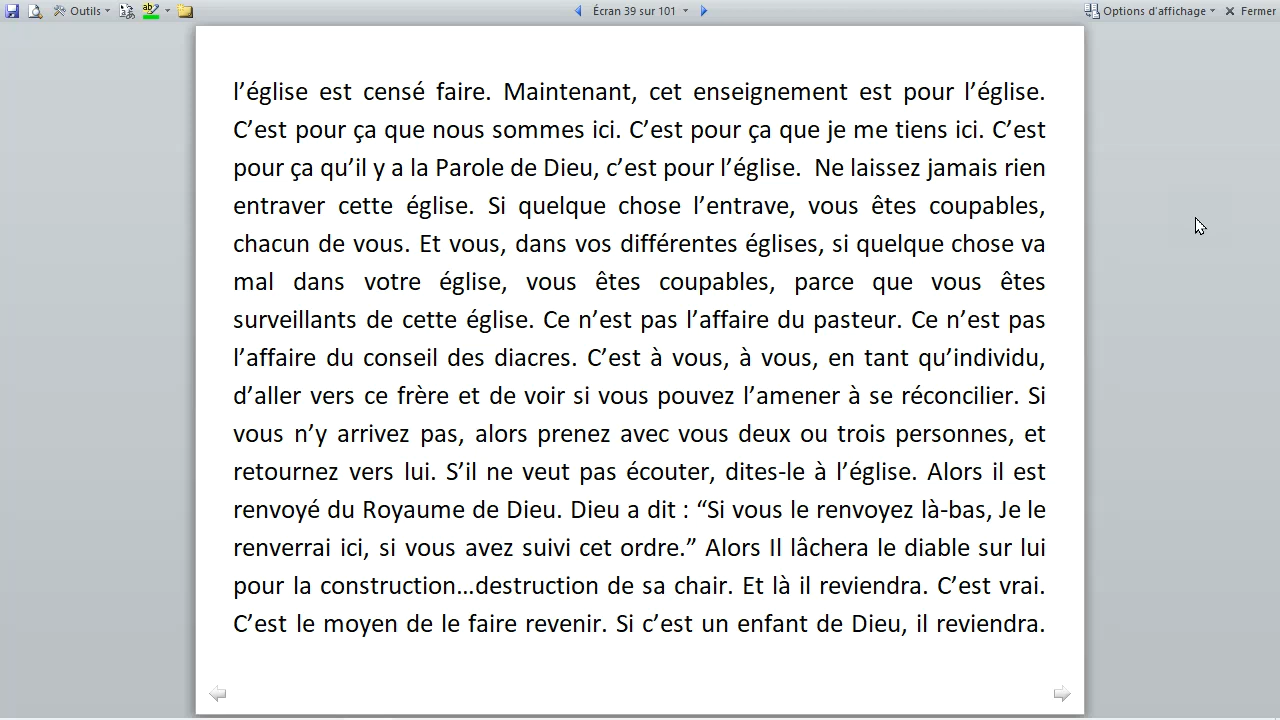 Outils
Écran 39 sur 101
Options d'affichage
Fermer
l’église est censé faire. Maintenant, cet enseignement est pour l’église.
C’est pour ça que nous sommes ici. C’est pour ça que je me tiens ici. C’est
pour ça qu’il y a la Parole de Dieu, c’est pour l’église.  Ne laissez jamais rien
entraver cette église. Si quelque chose l’entrave, vous êtes coupables,
chacun de vous. Et vous, dans vos différentes églises, si quelque chose va
mal dans votre église, vous êtes coupables, parce que vous êtes
surveillants de cette église. Ce n’est pas l’affaire du pasteur. Ce n’est pas
l’affaire du conseil des diacres. C’est à vous, à vous, en tant qu’individu,
d’aller vers ce frère et de voir si vous pouvez l’amener à se réconcilier. Si
vous n’y arrivez pas, alors prenez avec vous deux ou trois personnes, et
retournez vers lui. S’il ne veut pas écouter, dites-le à l’église. Alors il est
renvoyé du Royaume de Dieu. Dieu a dit : “Si vous le renvoyez là-bas, Je le
renverrai ici, si vous avez suivi cet ordre.” Alors Il lâchera le diable sur lui
pour la construction…destruction de sa chair. Et là il reviendra. C’est vrai.
C’est le moyen de le faire revenir. Si c’est un enfant de Dieu, il reviendra.